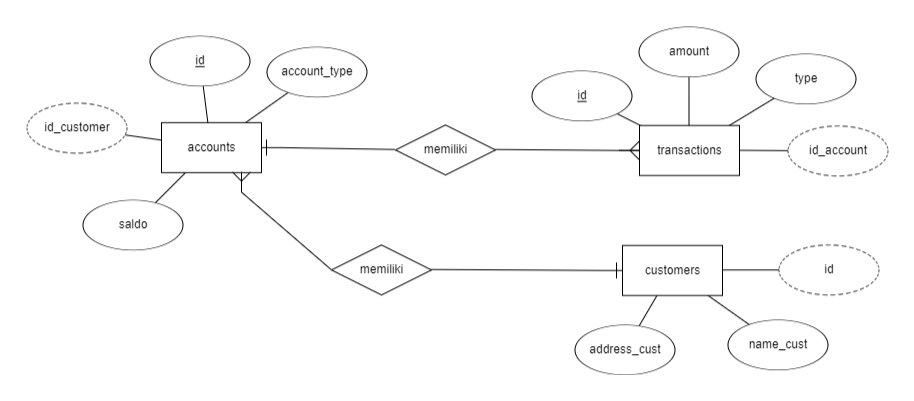 amount
id
account_type
type
id
id_customer
accounts
memiliki
transactions
id_account
saldo
memiliki
customers
id
address_cust
name_cust